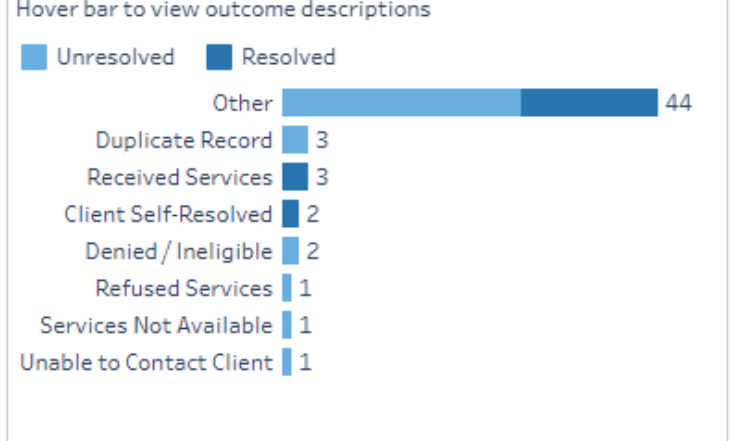 Hover bar to view outcome descriptions
Unresolved Resolved
Other 44
Duplicate Record 3
Received Services 3
Client Self-Resolved 2
Denied / Ineligible 2
Refused Services 1
Services Not Available 1
Unable to Contact Client 1